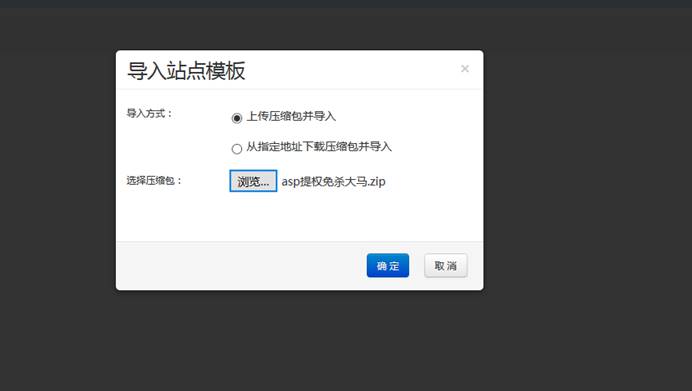 导入站点模板 ×
导入方式： 上传压缩包并导入
从指定地址下载压缩包并导入
选择压缩包： 浏览... asp提权免杀大马.zip
确定 取消